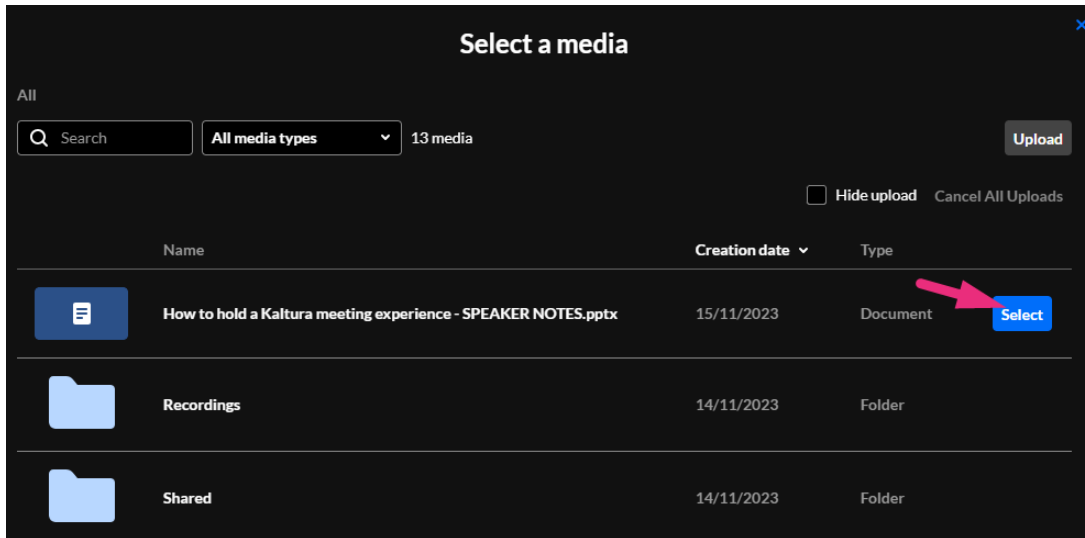 Select a media
All
Search All media types 13 media Upload
Hide upload Cancel All Uploads
Name Creation date Type
How to hold a Kaltura meeting experience - SPEAKER NOTES.pptx 15/11/2023 Document Select
Recordings 14/11/2023 Folder
Shared 14/11/2023 Folder